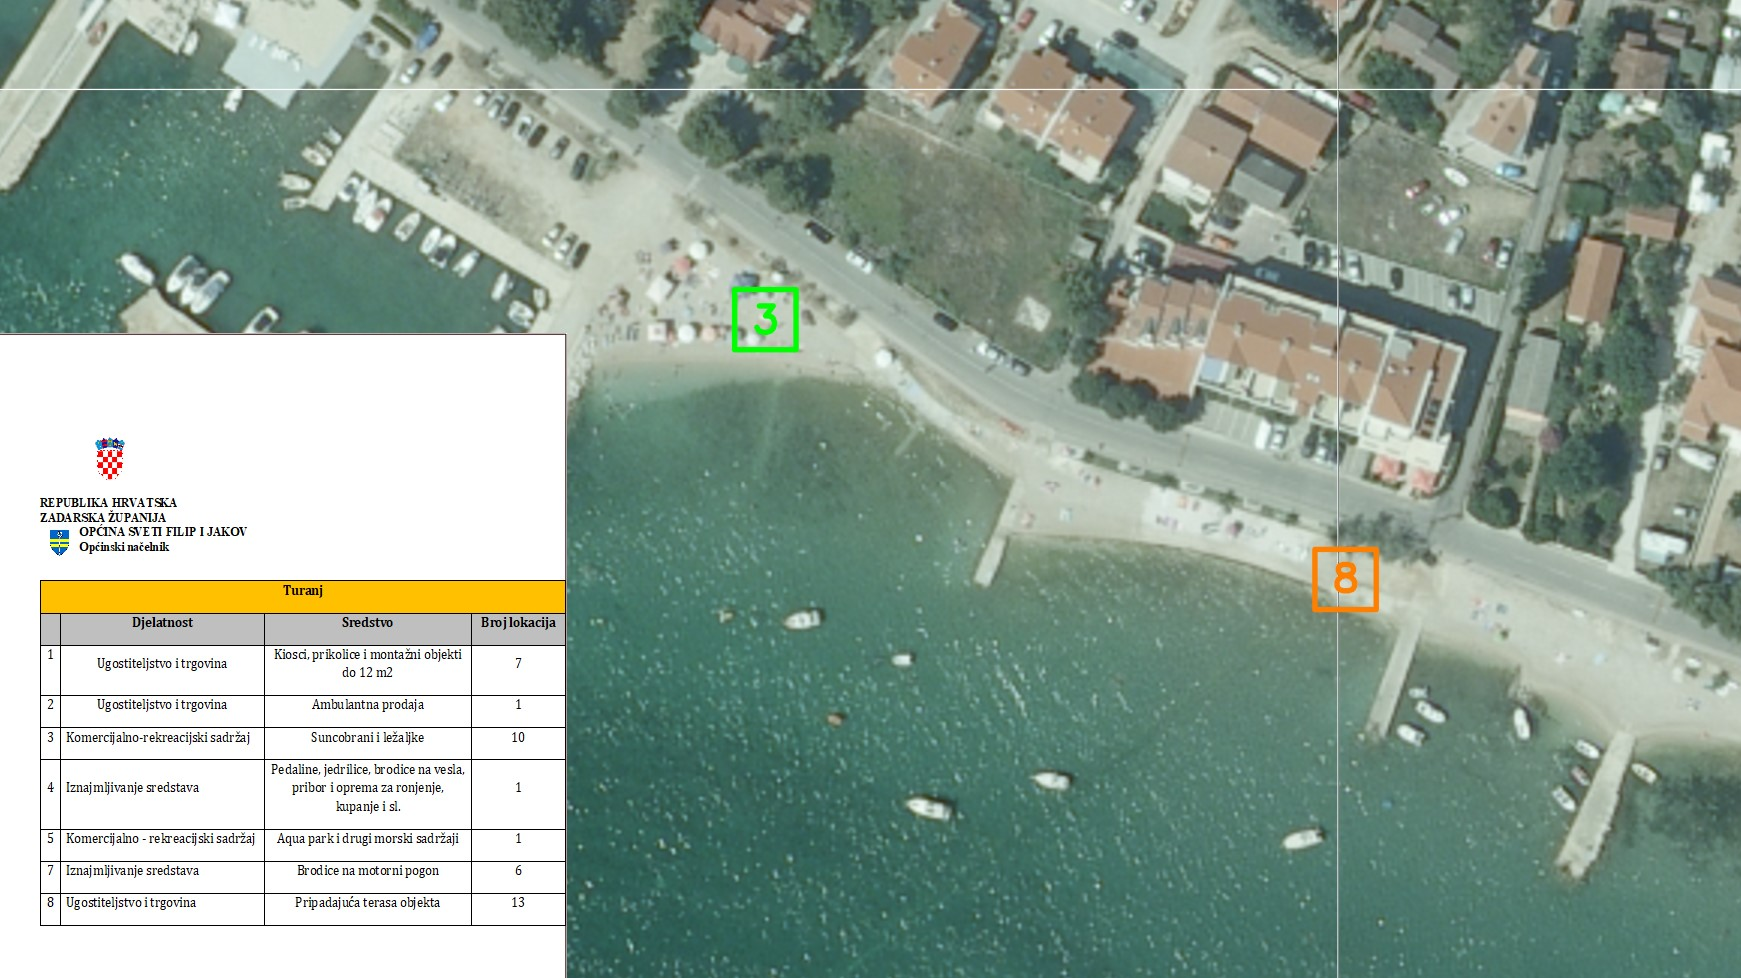 3
8
REPUBLIKA HRVATSKA
ZADARSKA ŽUPANIJA
OPĆINA SVETI FILIP I JAKOV
Općinski načelnik
Turanj
Djelatnost Sredstvo Broj lokacija
1 Ugostiteljstvo i trgovina Kiosci, prikolice i montažni objekti
do 12 m2 7
2 Ugostiteljstvo i trgovina Ambulantna prodaja 1
3 Komercijalno-rekreacijski sadržaj Suncobrani i ležaljke 10
4 Iznajmljivanje sredstava Pedaline, jedrilice, brodice na vesla,
pribor i oprema za ronjenje,
kupanje i sl. 1
5 Komercijalno - rekreacijski sadržaj Aqua park i drugi morski sadržaji 1
7 Iznajmljivanje sredstava Brodice na motorni pogon 6
8 Ugostiteljstvo i trgovina Pripadajuća terasa objekta 13